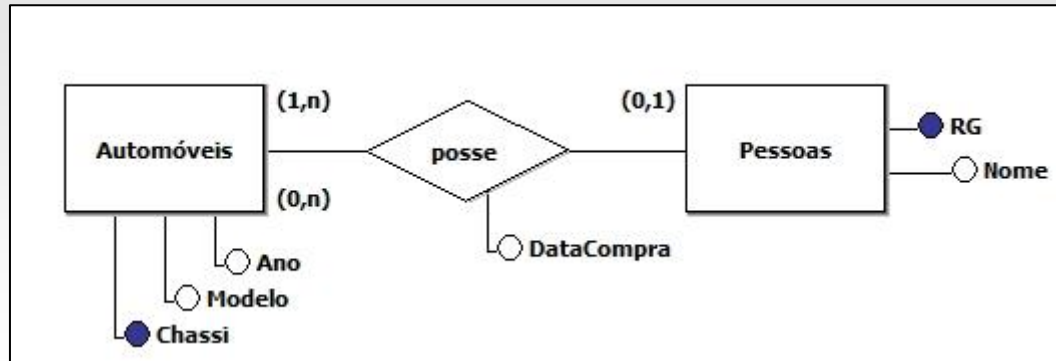 (1,n)
(0,1)
Automóveis
posse
Pessoas
RG
Nome
(0,n)
DataCompra
Ano
Modelo
Chassi